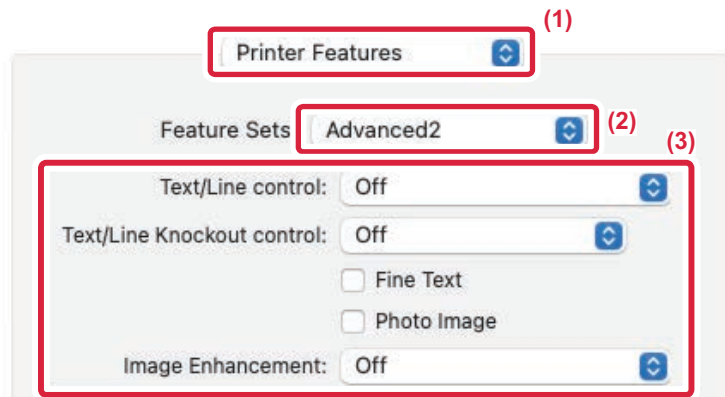 (1)
Printer Features
Feature Sets Advanced2 (2)
(3)
Text/Line control: Off
Text/Line Knockout control: Off
Fine Text
Photo Image
Image Enhancement: Off